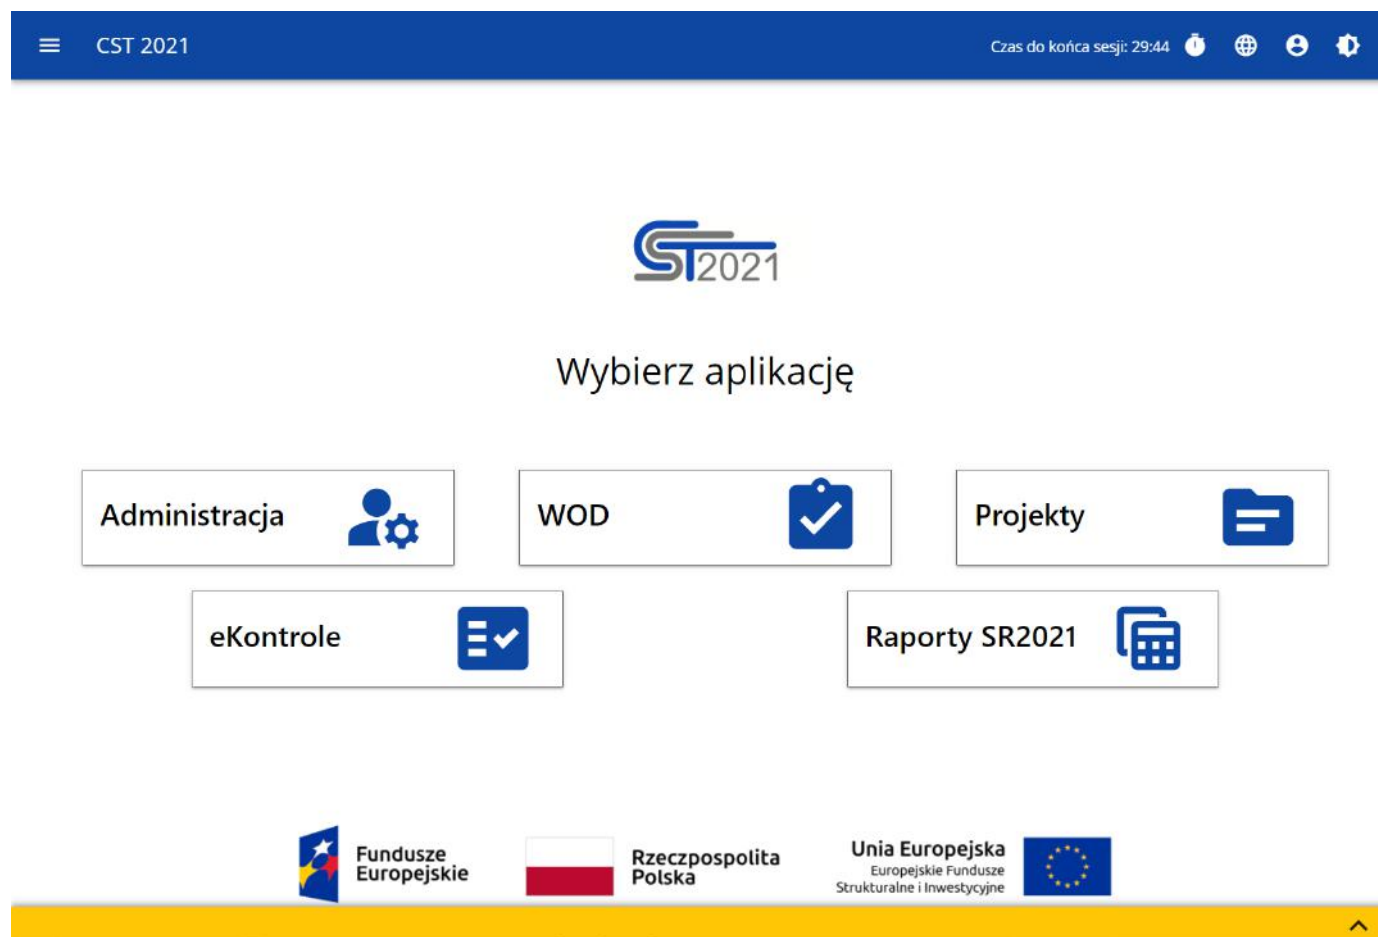 CST 2021
Czas do końca sesji: 29:44
CST2021
Wybierz aplikację
Administracja
WOD
Projekty
eKontrole
Raporty SR2021
Fundusze
Europejskie
Rzeczpospolita
Polska
Unia Europejska
Europejskie Fundusze
Strukturalne i Inwestycyjne